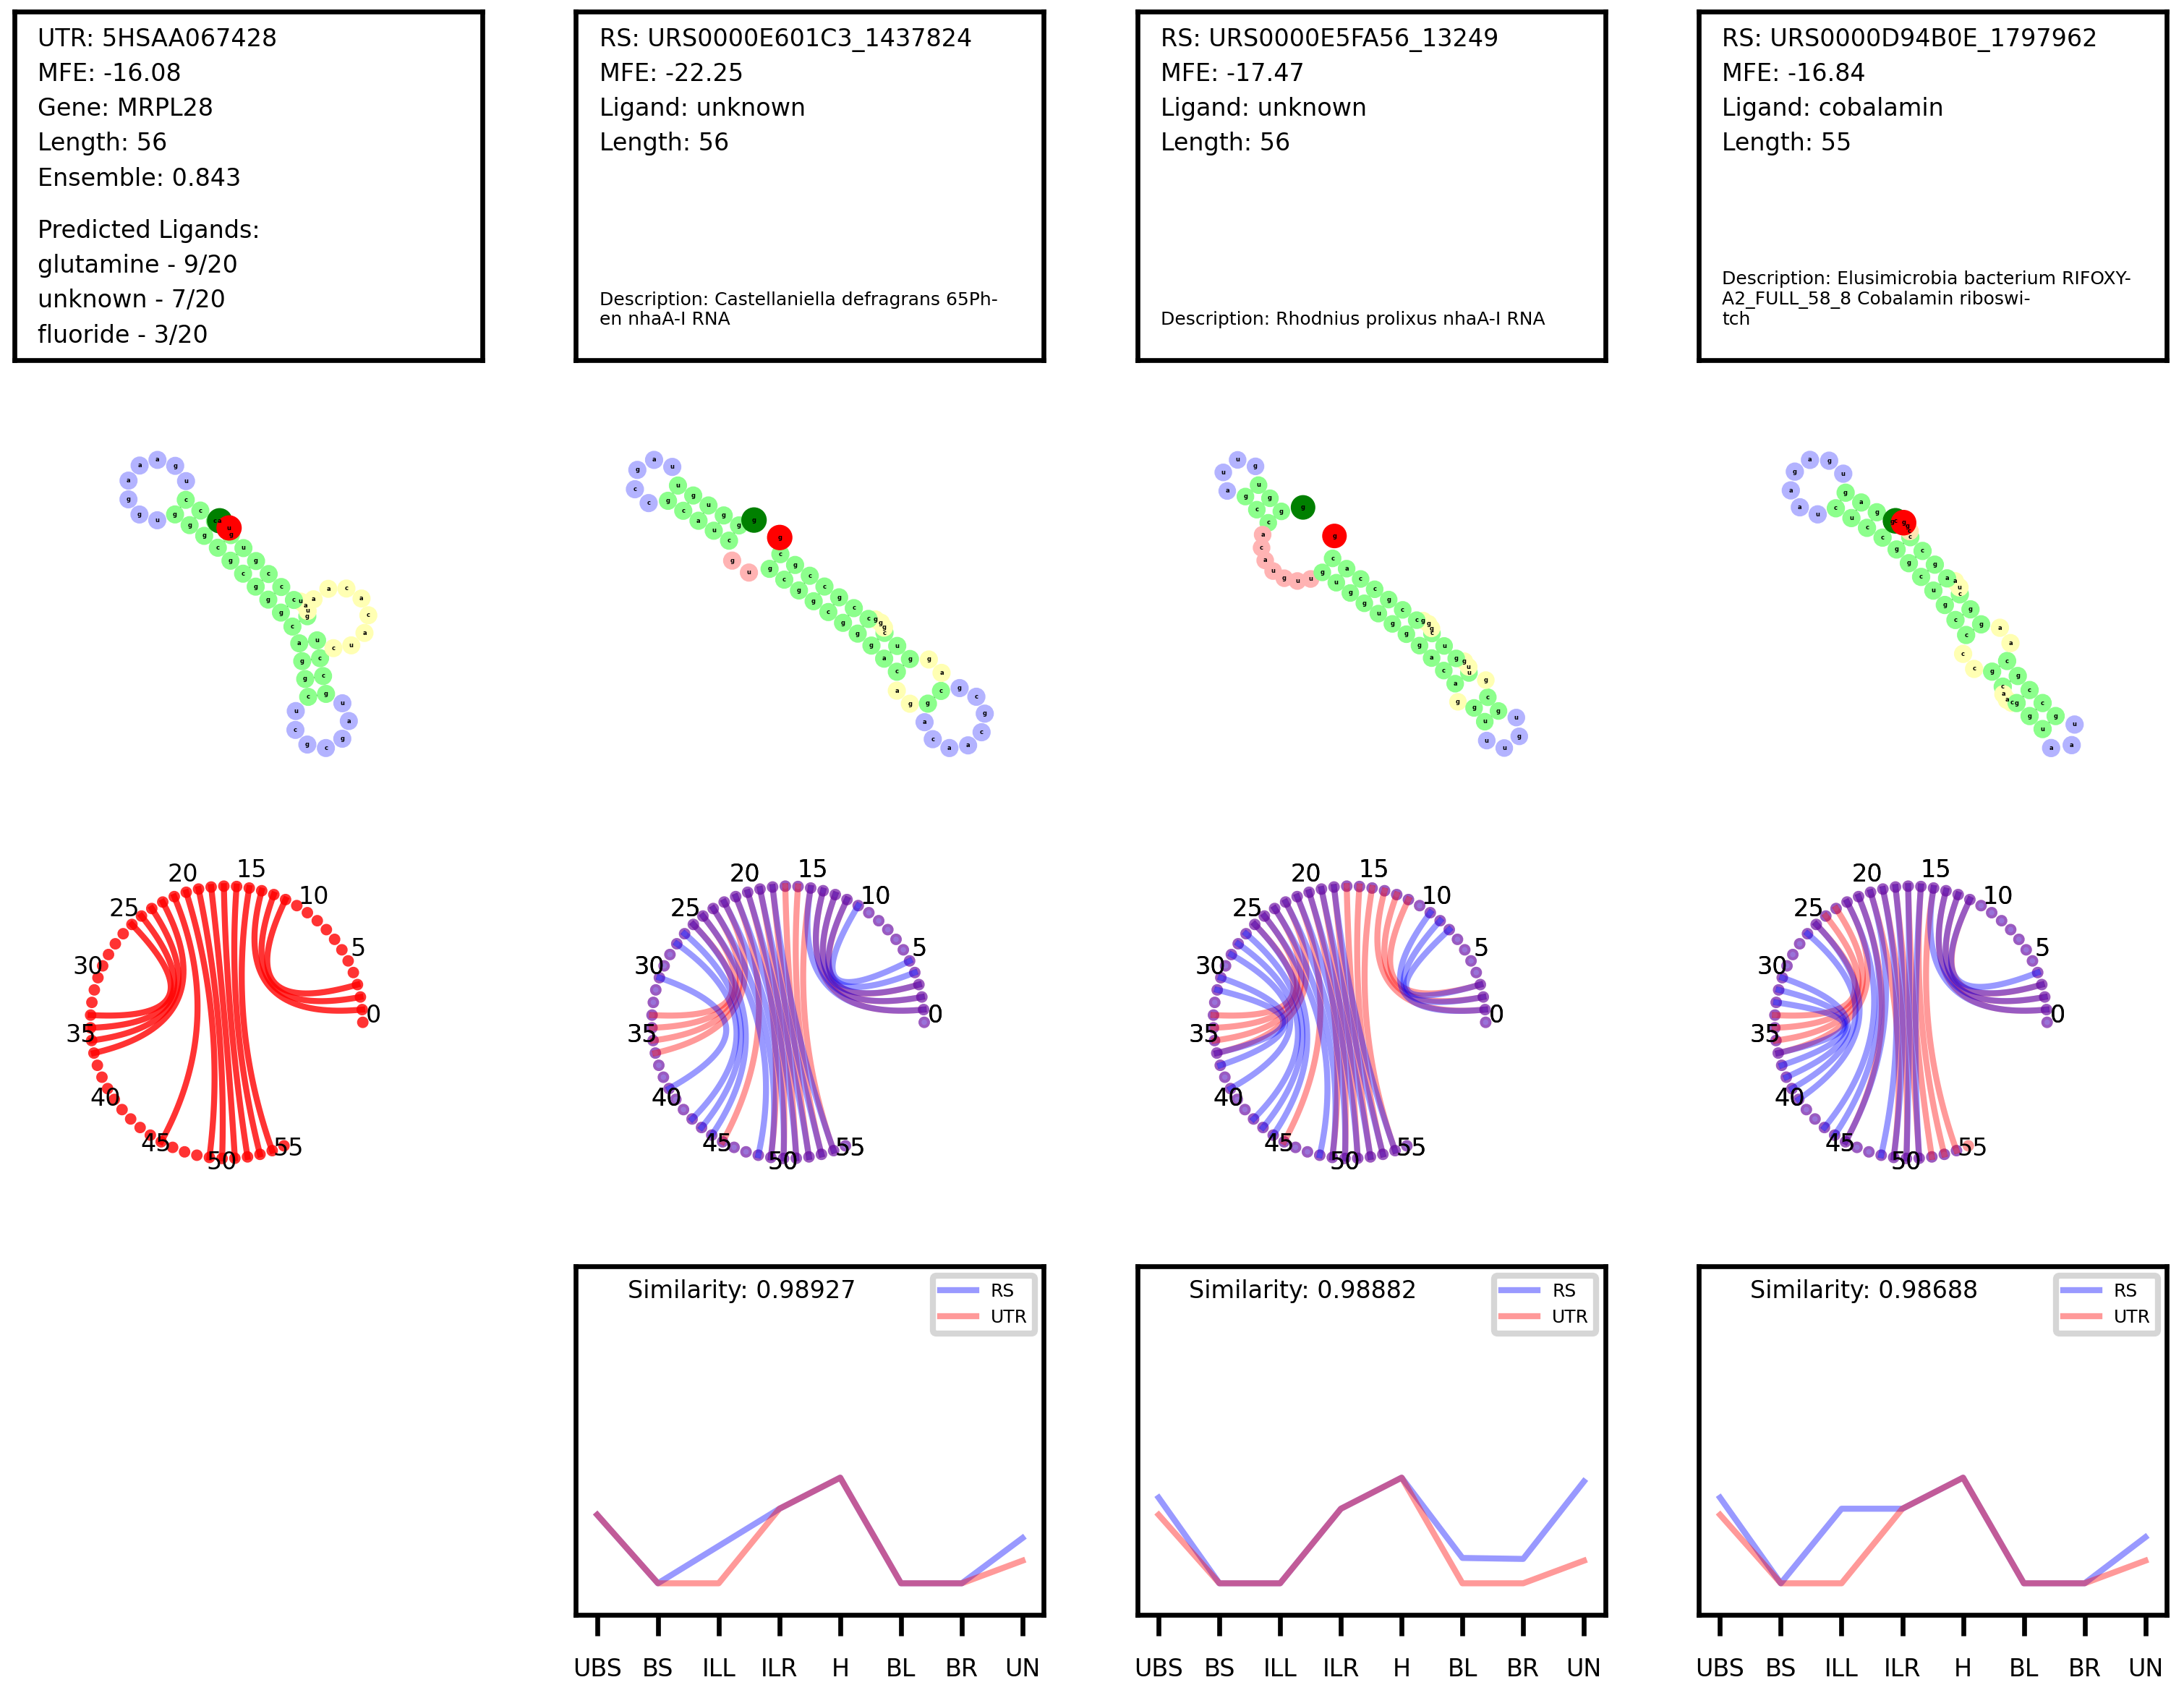 UTR: 5HSAA067428
MFE: -16.08
Gene: MRPL28
Length: 56
Ensemble: 0.843
Predicted Ligands:
glutamine - 9/20
unknown - 7/20
fluoride - 3/20
RS: URS0000E601C3_1437824
MFE: -22.25
Ligand: unknown
Length: 56
Description: Castellaniella defragrans 65Ph-
en nhaA-I RNA
RS: URS0000E5FA56_13249
MFE: -17.47
Ligand: unknown
Length: 56
Description: Rhodnius prolixus nhaA-I RNA
RS: URS0000D94B0E_1797962
MFE: -16.84
Ligand: cobalamin
Length: 55
Description: Elusimicrobia bacterium RIFOXY-
A2_FULL_58_8 Cobalamin riboswi-
tch
0 5 10 15 20 25 30 35 40 45 50 55
0 5 10 15 20 25 30 35 40 45 50 55
0 5 10 15 20 25 30 35 40 45 50 55
0 5 10 15 20 25 30 35 40 45 50 55
Similarity: 0.98927
RS
UTR
UBS BS ILL ILR H BL BR UN
Similarity: 0.98882
RS
UTR
UBS BS ILL ILR H BL BR UN
Similarity: 0.98688
RS
UTR
UBS BS ILL ILR H BL BR UN